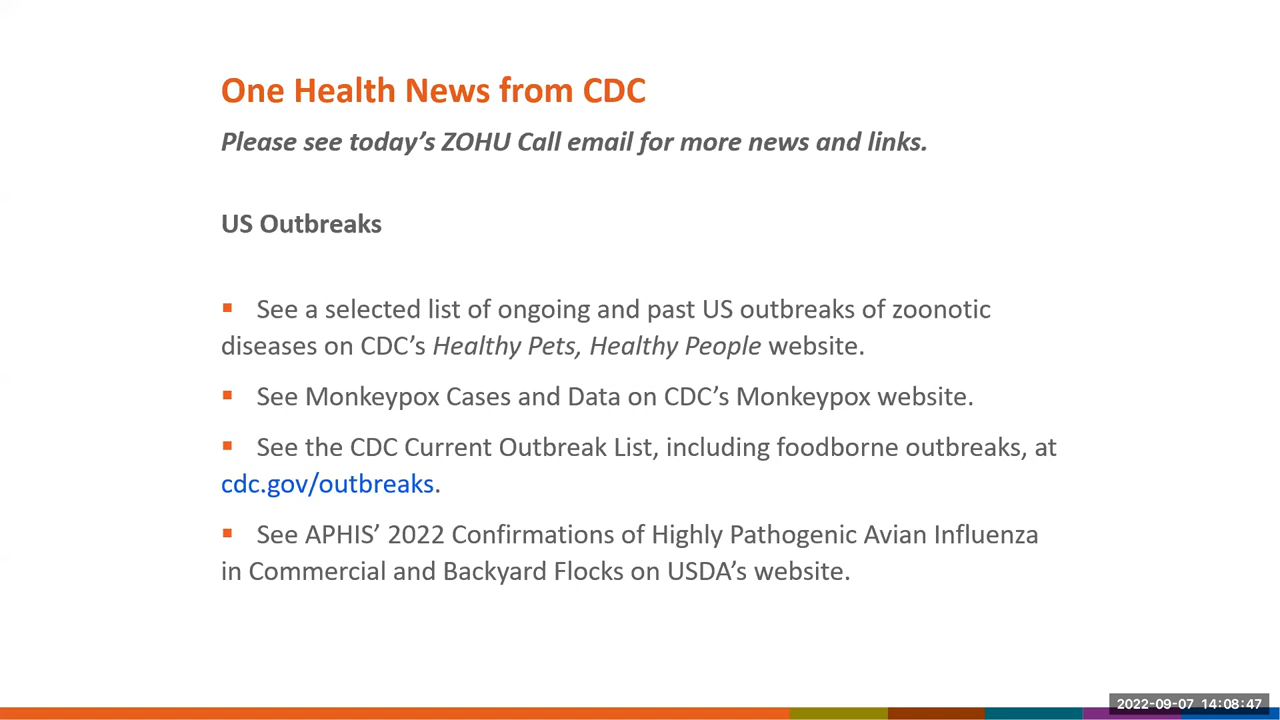 One Health News from CDC
Please see today’s ZOHU Call email for more news and links.
US Outbreaks
▪ See a selected list of ongoing and past US outbreaks of zoonotic
diseases on CDC’s Healthy Pets, Healthy People website.
▪ See Monkeypox Cases and Data on CDC’s Monkeypox website.
▪ See the CDC Current Outbreak List, including foodborne outbreaks, at
cdc.gov/outbreaks.
▪ See APHIS’ 2022 Confirmations of Highly Pathogenic Avian Influenza
in Commercial and Backyard Flocks on USDA’s website.
2022-09-07 14:08:47